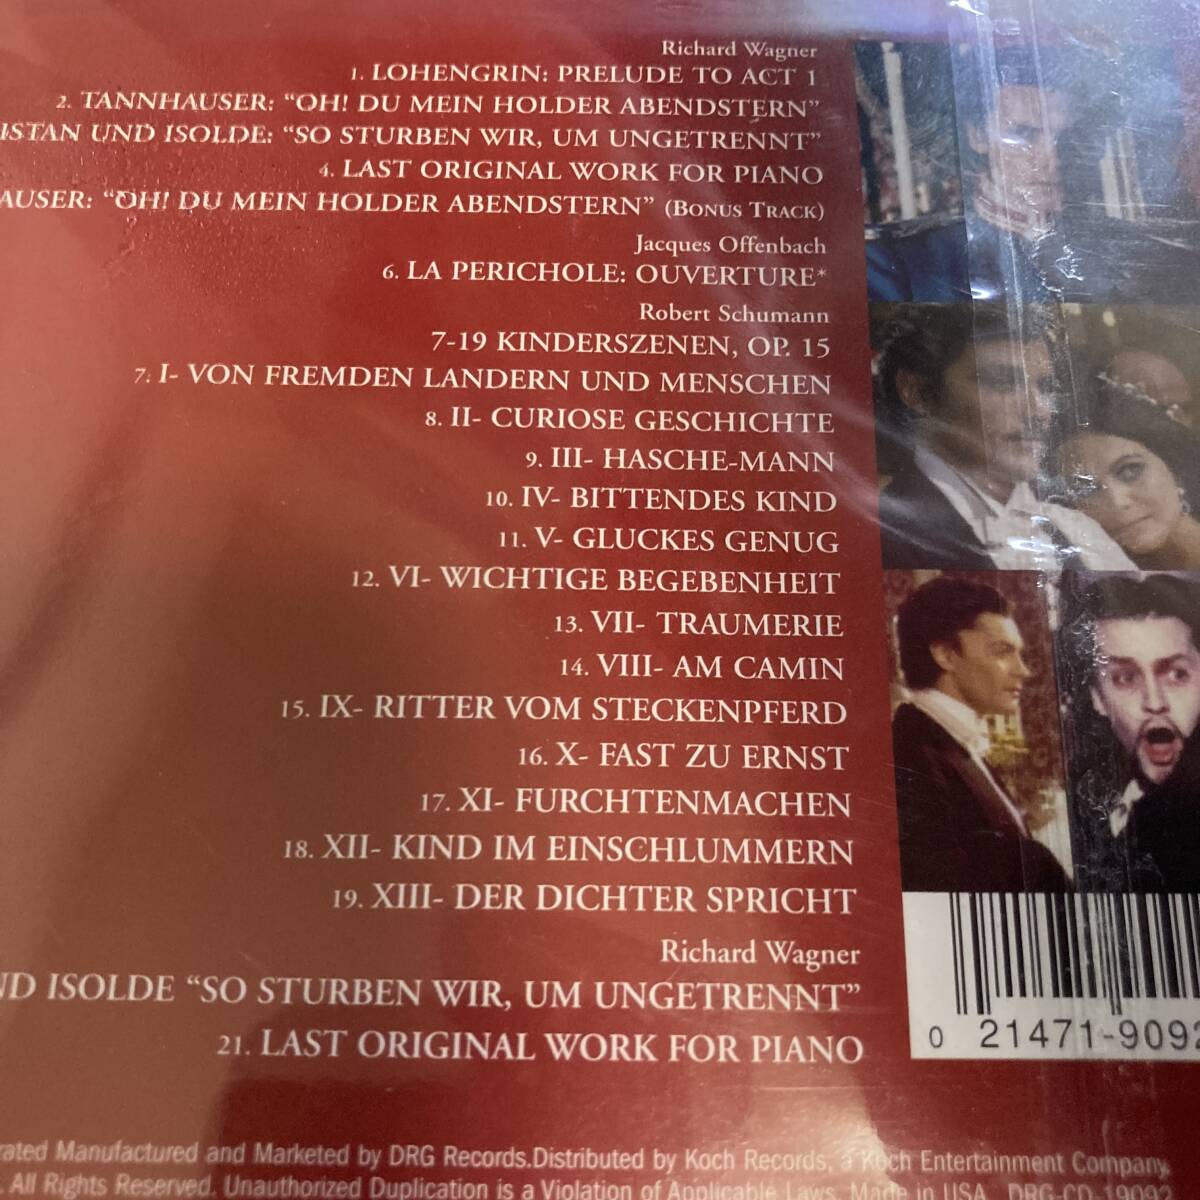 Richard Wagner
1. LOHENGRIN: PRELUDE TO ACT 1
2. TANNHAUSER: “OH! DU MEIN HOLDER ABENDSTERN”
ISTAN UND ISOLDE: “SO STURBEN WIR, UM UNGETRENNT”
4. LAST ORIGINAL WORK FOR PIANO
AUSER: “OH! DU MEIN HOLDER ABENDSTERN” (BONUS TRACK)
Jacques Offenbach
6. LA PERICHOLE: OUVERTURE*
Robert Schumann
7-19 KINDERSZENEN, OP. 15
7. I- VON FREMDEN LANDERN UND MENSCHEN
8. II- CURIOSE GESCHICHTE
9. III- HASCHE-MANN
10. IV- BITTENDES KIND
11. V- GLUCKES GENUG
12. VI- WICHTIGE BEGEBENHEIT
13. VII- TRAUMERIE
14. VIII- AM CAMIN
15. IX- RITTER VOM STECKENPFERD
16. X- FAST ZU ERNST
17. XI- FURCHTENMACHEN
18. XII- KIND IM EINSCHLUMMERN
19. XIII- DER DICHTER SPRICHT
Richard Wagner
ND ISOLDE “SO STURBEN WIR, UM UNGETRENNT”
21. LAST ORIGINAL WORK FOR PIANO
0 21471-9092
rated Manufactured and Marketed by DRG Records.Distributed by Koch Records, a Koch Entertainment Company.
. All Rights Reserved. Unauthorized Duplication is a Violation of Applicable Laws. Made in USA. DRG-CD-19092